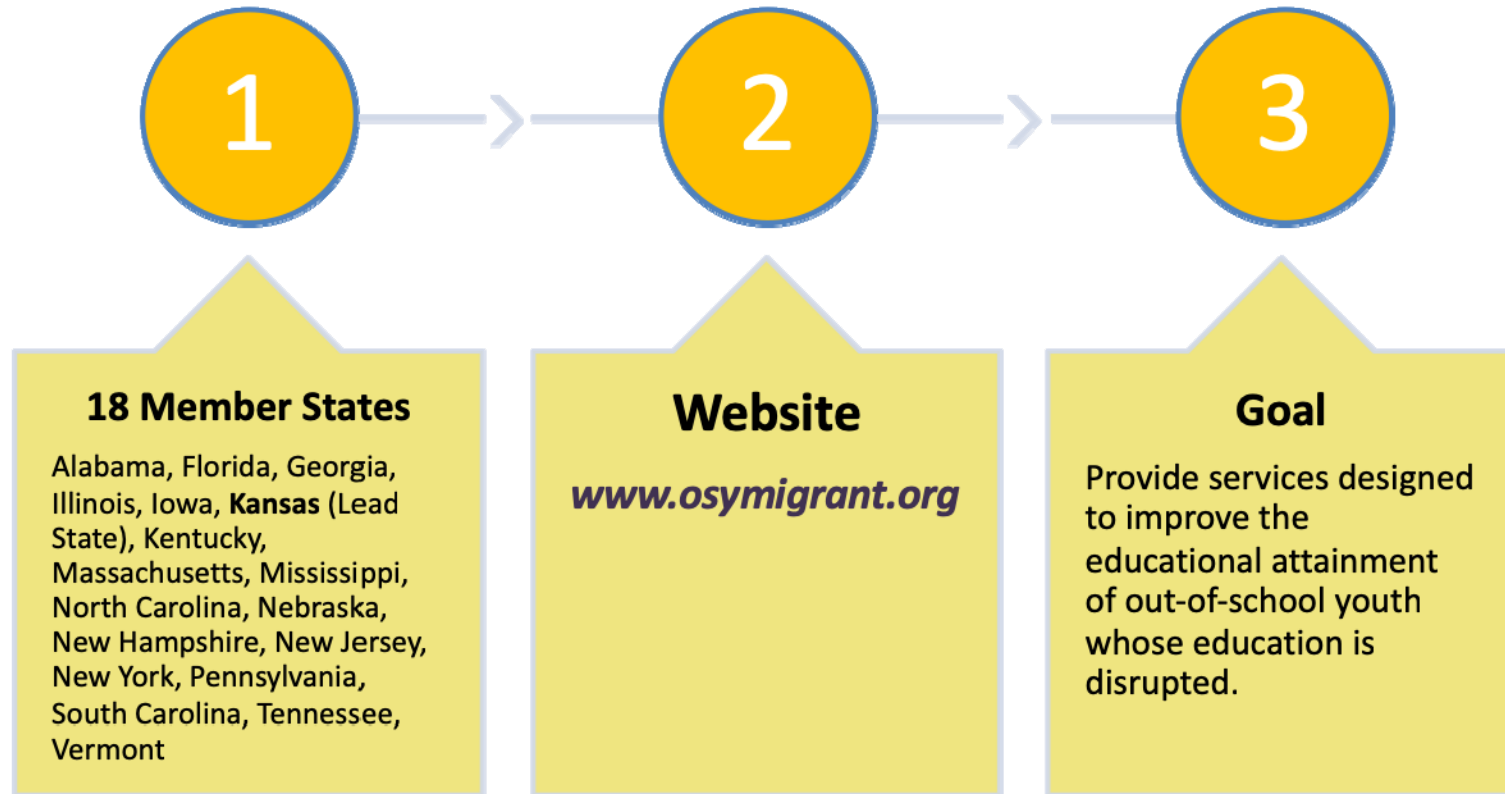 1
2
3
18 Member States
Alabama, Florida, Georgia,
Illinois, Iowa, Kansas (Lead
State), Kentucky,
Massachusetts, Mississippi,
North Carolina, Nebraska,
New Hampshire, New Jersey,
New York, Pennsylvania,
South Carolina, Tennessee,
Vermont
Website
www.osymigrant.org
Goal
Provide services designed
to improve the
educational attainment
of out-of-school youth
whose education is
disrupted.